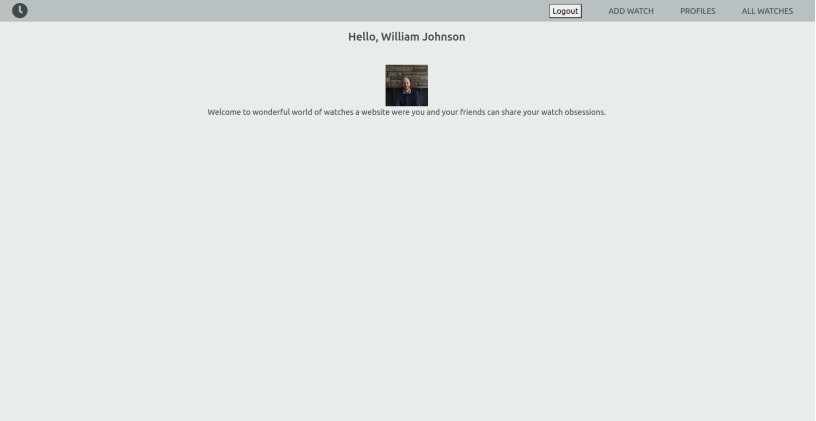 Logout ADD WATCH PROFILES ALL WATCHES
Hello, William Johnson
Welcome to wonderful world of watches a website were you and your friends can share your watch obsessions.